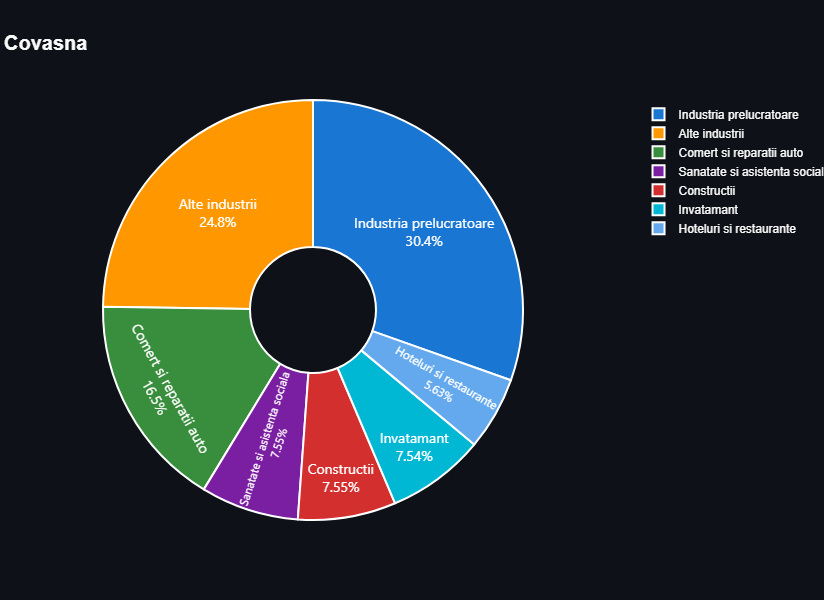 Covasna
Alte industrii
24.8%
Industria prelucratoare
30.4%
Comert si reparatii auto
16.5%
Sanatate si asistenta sociala
7.55%
Constructii
7.55%
Invatamant
7.54%
Hoteluri si restaurante
5.63%
Industria prelucratoare
Alte industrii
Comert si reparatii auto
Sanatate si asistenta social
Constructii
Invatamant
Hoteluri si restaurante